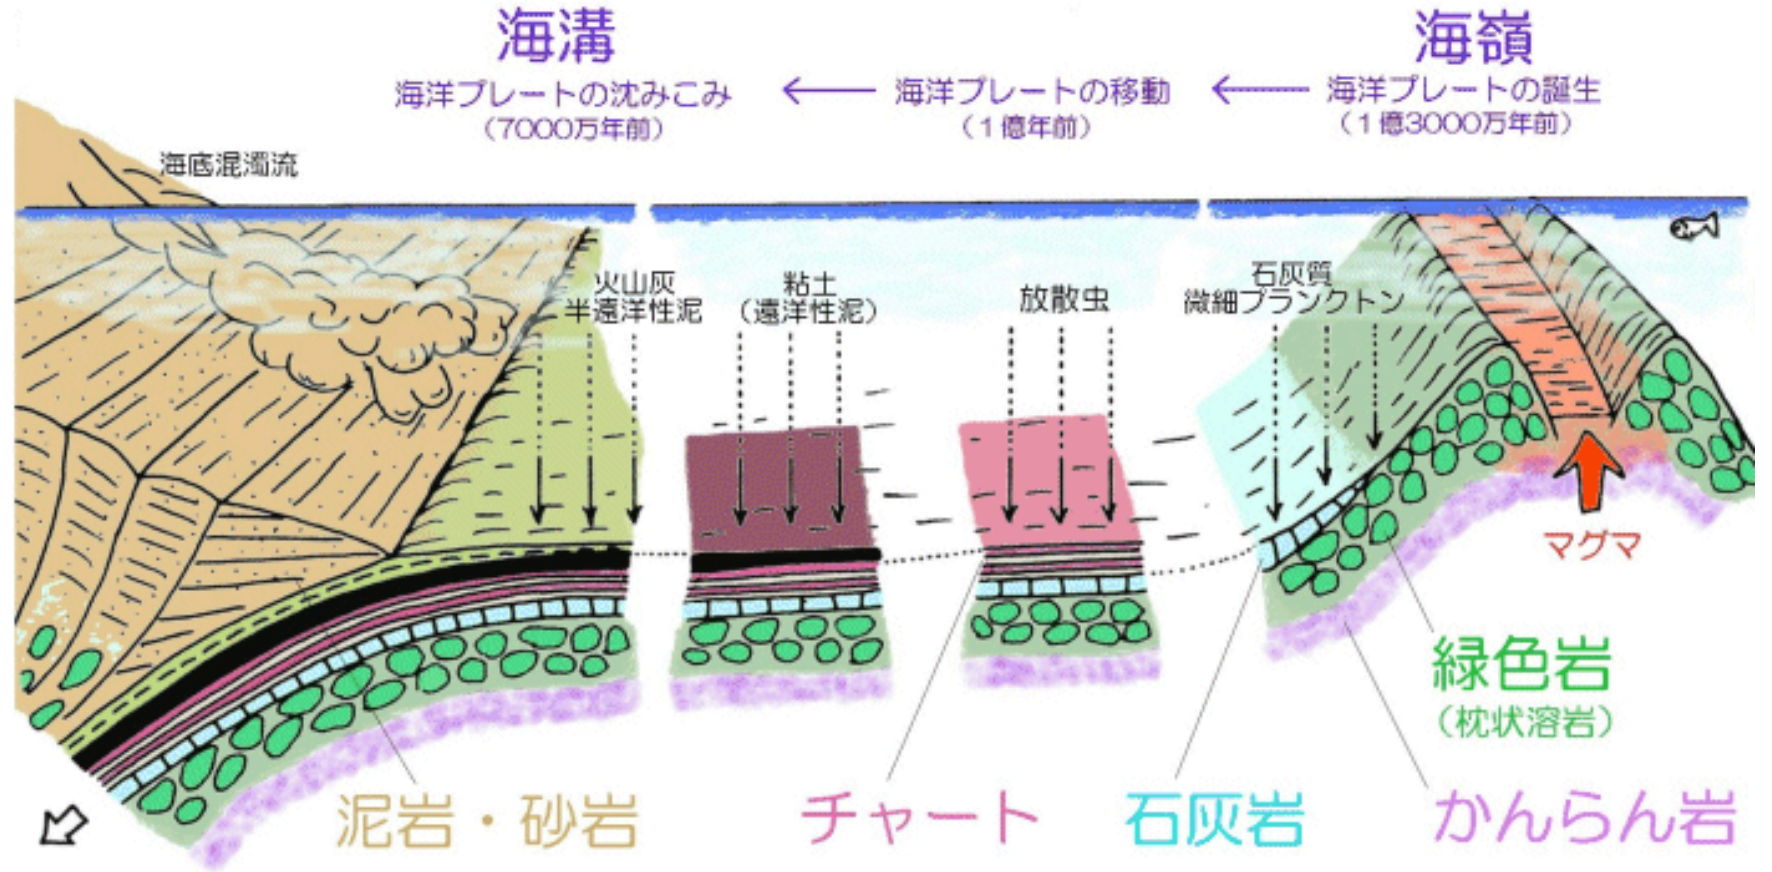 海溝
海洋プレートの沈みこみ
（7000万年前）
←
海洋プレートの移動
（１億年前）
←
海嶺
海洋プレートの誕生
（１億3000万年前）
海底混濁流
火山灰
半遠洋性泥
粘土
（遠洋性泥）
放散虫
石灰質
微細プランクトン
マグマ
緑色岩
（枕状溶岩）
泥岩・砂岩
チャート
石灰岩
かんらん岩